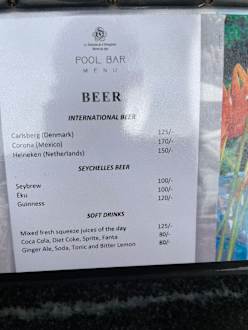 POOL BAR
MENU
BEER
INTERNATIONAL BEER
Carlsberg (Denmark) 125/-
Corona (Mexico) 170/-
Heineken (Netherlands) 150/-
SEYCHELLES BEER
Seybrew 100/-
Eku 100/-
Guinness 120/-
SOFT DRINKS
Mixed fresh squeeze juices of the day 125/-
Coca Cola, Diet Coke, Sprite, Fanta 80/-
Ginger Ale, Soda, Tonic and Bitter Lemon 80/-